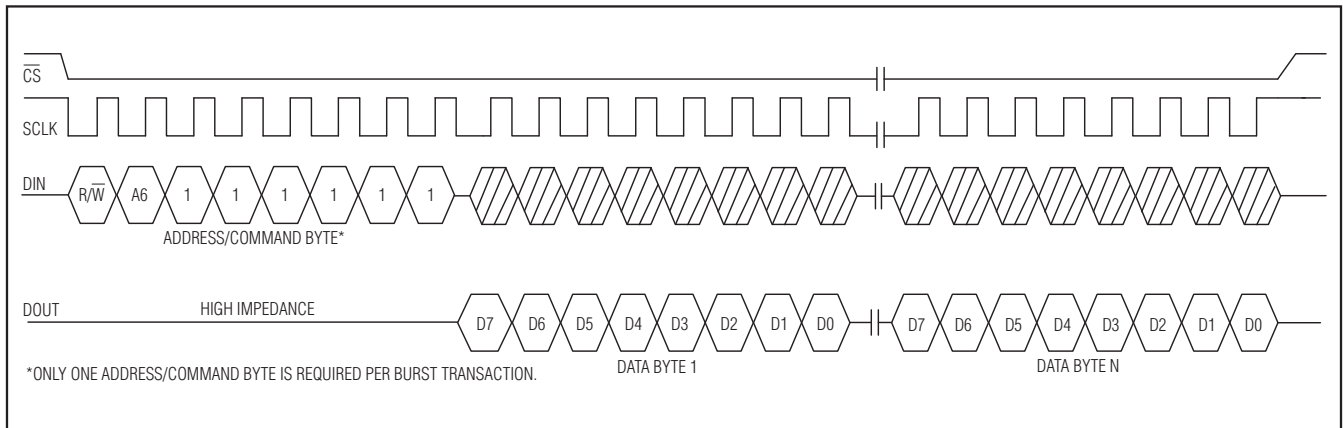 CS
SCLK
DIN R/W A6 1 1 1 1 1 1
ADDRESS/COMMAND BYTE*
DOUT HIGH IMPEDANCE D7 D6 D5 D4 D3 D2 D1 D0 D7 D6 D5 D4 D3 D2 D1 D0
DATA BYTE 1 DATA BYTE N
*ONLY ONE ADDRESS/COMMAND BYTE IS REQUIRED PER BURST TRANSACTION.